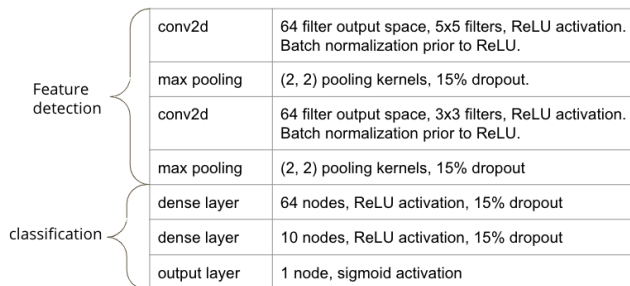 conv2d 64 filter output space, 5x5 filters, ReLU activation.
Batch normalization prior to ReLU.
max pooling (2, 2) pooling kernels, 15% dropout.
Feature
detection
conv2d 64 filter output space, 3x3 filters, ReLU activation.
Batch normalization prior to ReLU.
max pooling (2, 2) pooling kernels, 15% dropout
dense layer 64 nodes, ReLU activation, 15% dropout
classification
dense layer 10 nodes, ReLU activation, 15% dropout
output layer 1 node, sigmoid activation